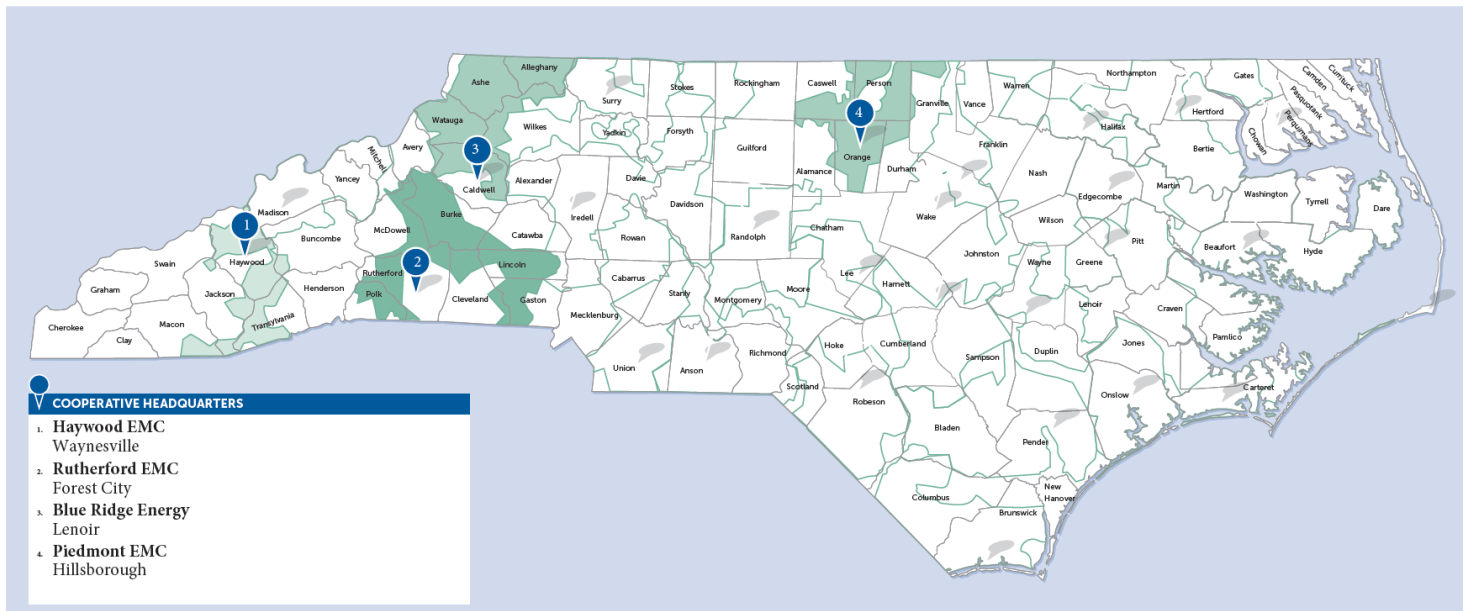 Ashe
Alleghany
Surry
Stokes
Rockingham
Caswell
Person
Granville
Vance
Warren
Northampton
Gates
Camden
Currituck
Pasquotank
Perquimans
Chowan
Hertford
Halifax
Bertie
Watauga
Wilkes
Yadkin
Forsyth
Guilford
4
Orange
Alamance
Durham
Franklin
Nash
Edgecombe
Martin
Washington
Tyrrell
Dare
Mitchell
Avery
3
Caldwell
Alexander
Davie
Iredell
Davidson
Randolph
Chatham
Wake
Wilson
Pitt
Beaufort
Hyde
Yancey
Madison
1
Buncombe
McDowell
Burke
Catawba
Rowan
Johnston
Wayne
Greene
Swain
Haywood
2
Rutherford
Lincoln
Cabarrus
Lee
Harnett
Graham
Jackson
Henderson
Polk
Cleveland
Gaston
Stanly
Montgomery
Moore
Lenoir
Craven
Mecklenburg
Cherokee
Macon
Transylvania
Clay
Pamlico
Union
Anson
Richmond
Hoke
Cumberland
Sampson
Duplin
Jones
Scotland
Robeson
Onslow
Carteret
Bladen
Pender
Columbus
New
Hanover
Brunswick
COOPERATIVE HEADQUARTERS
1. Haywood EMC
Waynesville
2. Rutherford EMC
Forest City
3. Blue Ridge Energy
Lenoir
4. Piedmont EMC
Hillsborough